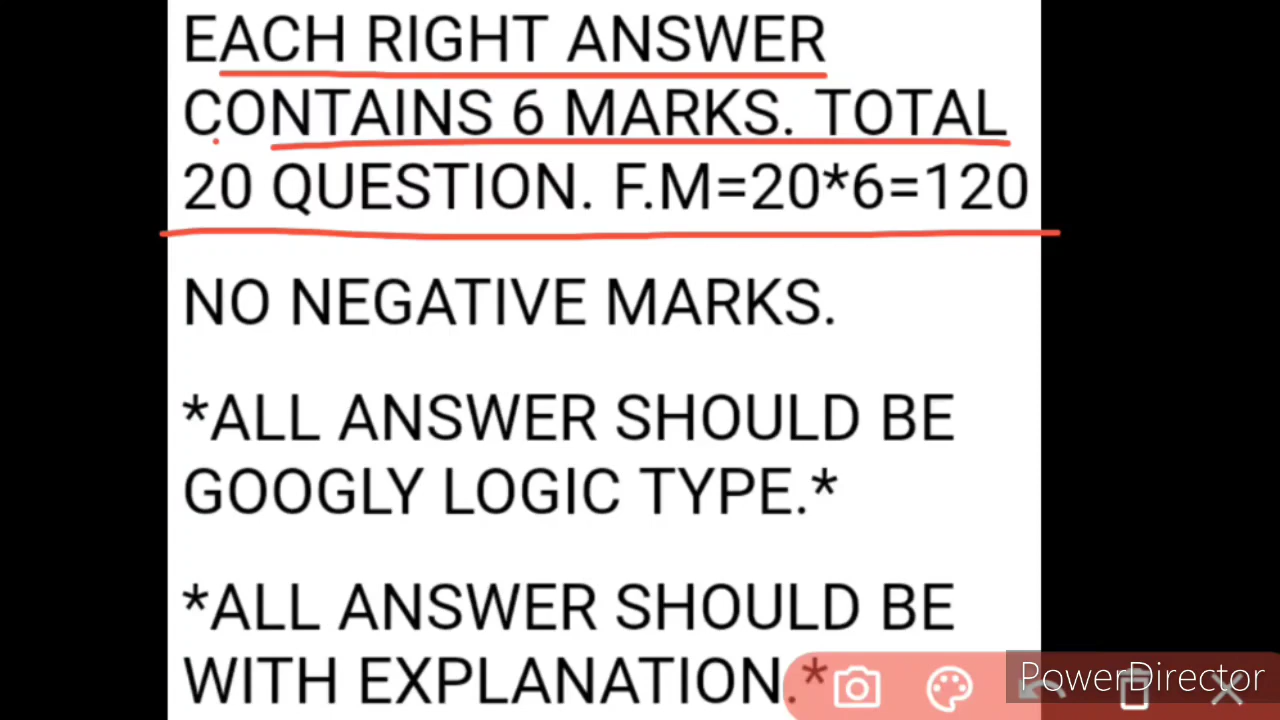 EACH RIGHT ANSWER
CONTAINS 6 MARKS. TOTAL
20 QUESTION. F.M=20*6=120
NO NEGATIVE MARKS.
*ALL ANSWER SHOULD BE
GOOGLY LOGIC TYPE.*
*ALL ANSWER SHOULD BE
WITH EXPLANATION.*
PowerDirector